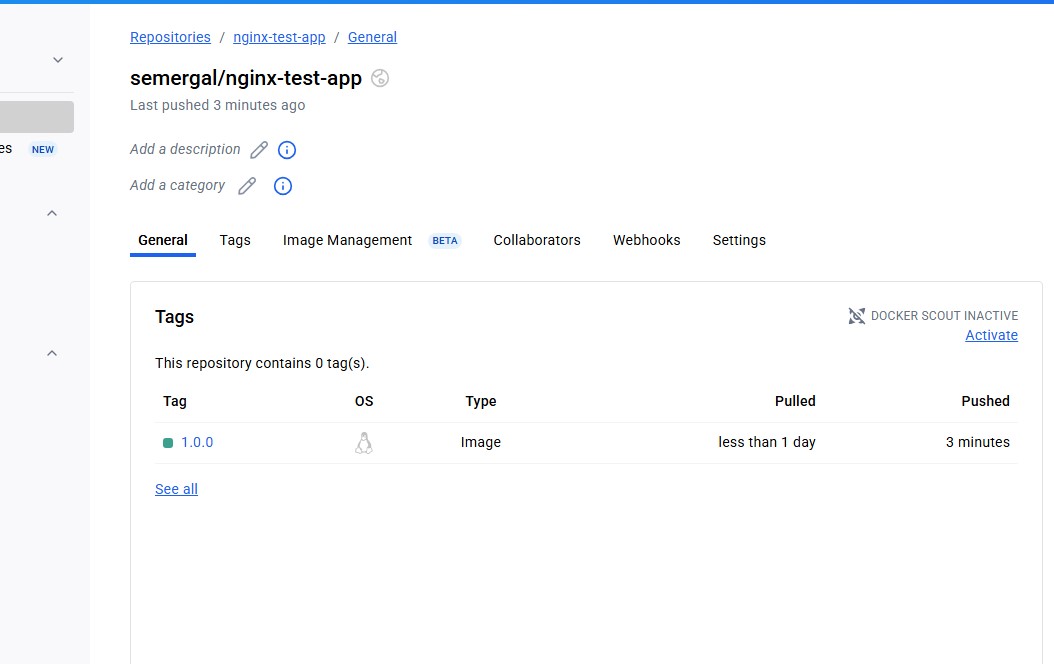 Repositories / nginx-test-app / General
semergal/nginx-test-app
Last pushed 3 minutes ago
es NEW
Add a description
Add a category
General Tags Image Management BETA Collaborators Webhooks Settings
Tags
DOCKER SCOUT INACTIVE
Activate
This repository contains 0 tag(s).
Tag OS Type Pulled Pushed
1.0.0 Image less than 1 day 3 minutes
See all